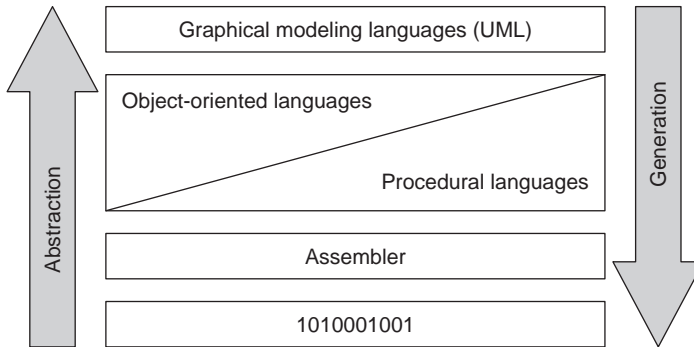 Graphical modeling languages (UML)
Object-oriented languages
Procedural languages
Assembler
1010001001
Abstraction
Generation